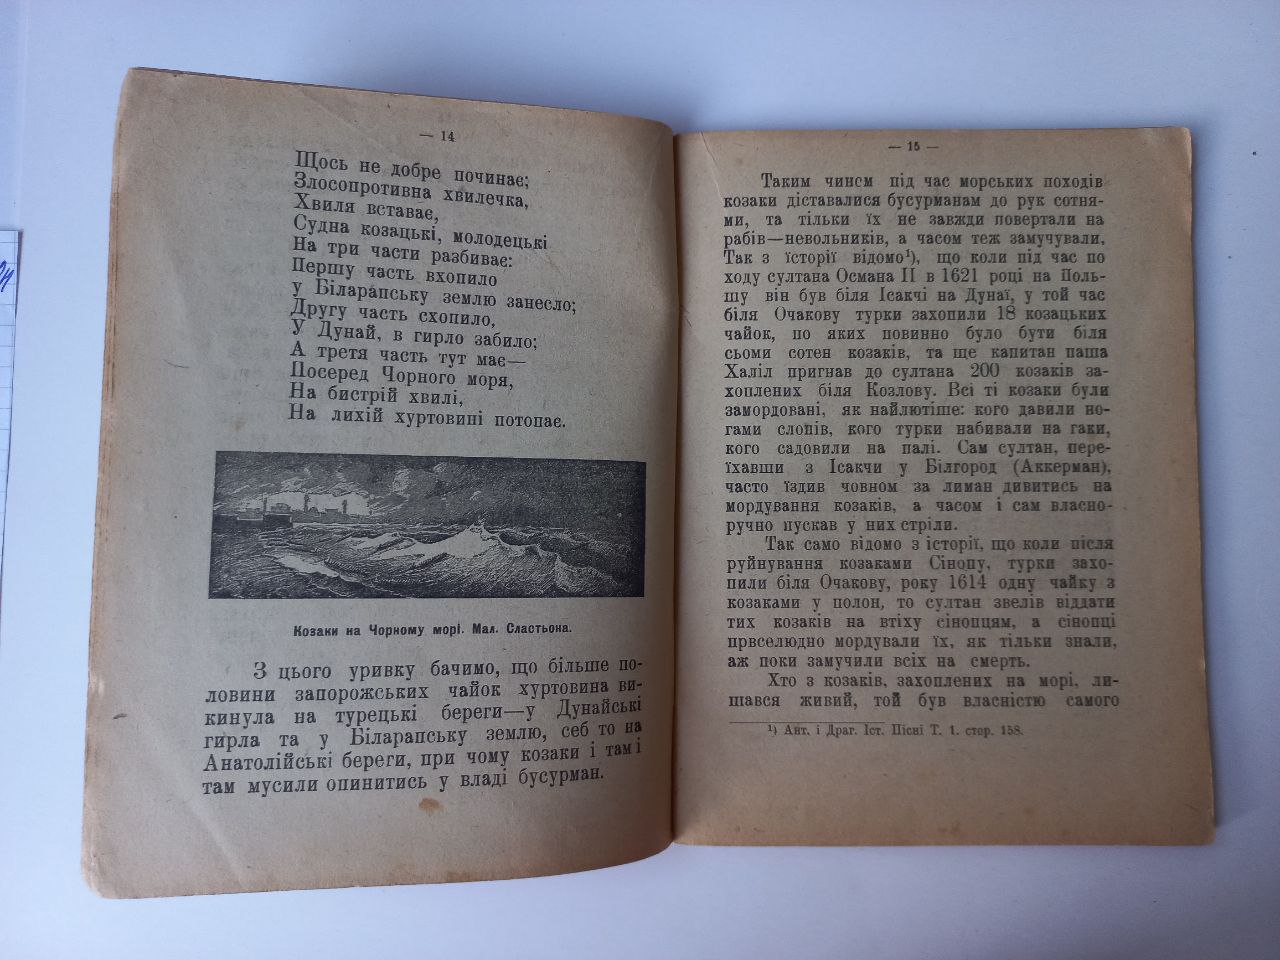 — 14
Щось не добре починає;
Злосопротивна хвилечка,
Хвиля вставає,
Судна козацькі, молодецькі
На три части разбиває:
Першу часть вхопило
у Біларапську землю занесло;
Другу часть схопило,
У Дунай, в гирло забило;
А третя часть тут має—
Посеред Чорного моря,
На бистрій хвилі,
На лихій хуртовині потопає.
Козаки на Чорному морі. Мал. Сластьона.
З цього уривку бачимо, що більше по-
ловини запорожських чайок хуртовина ви-
кинула на турецькі береги—у Дунайські
гирла та у Біларапську землю, себ то на
Анатолійські береги, при чому козаки і там і
там мусили опинитись у владі бусурман.
— 15 —
Таким чинєм під час морських походів
козаки діставалися бусурманам до рук сотня-
ми, та тільки їх не завжди повертали на
рабів—невольників, а часом теж замучували,
Так з їсторії відомо¹), що коли під час по
ходу султана Османа II в 1621 році на Поль-
шу він був біля Ісакчі на Дунаї, у той час
біля Очакову турки захопили 18 козацьких
чайок, по яких повинно було бути біля
сьоми сотен козаків, та ще капитан паша
Халіл пригнав до султана 200 козаків за-
хоплених біля Козлову. Всі ті козаки були
замордовані, як найлютіше: кого давили но-
гами слонів, кого турки набивали на гаки,
кого садовили на палі. Сам султан, пере-
їхавши з Ісакчи у Білгород (Аккерман),
часто їздив човном за лиман дивитись на
мордування козаків, а часом і сам власно-
ручно пускав у них стріли.
Так само відомо з історії, що коли після
руйнування козаками Сінопу, турки захо-
пили біля Очакову, року 1614 одну чайку з
козаками у полон, то султан звелів віддати
тих козаків на втіху сінопцям, а сінопці
првселюдно мордували їх, як тільки знали,
аж поки замучили всіх на смерть.
Хто з козаків, захоплених на морі, ли-
шався живий, той був власністю самого
¹) Ант. і Драг. Іст. Пісні Т. 1. стор. 158.